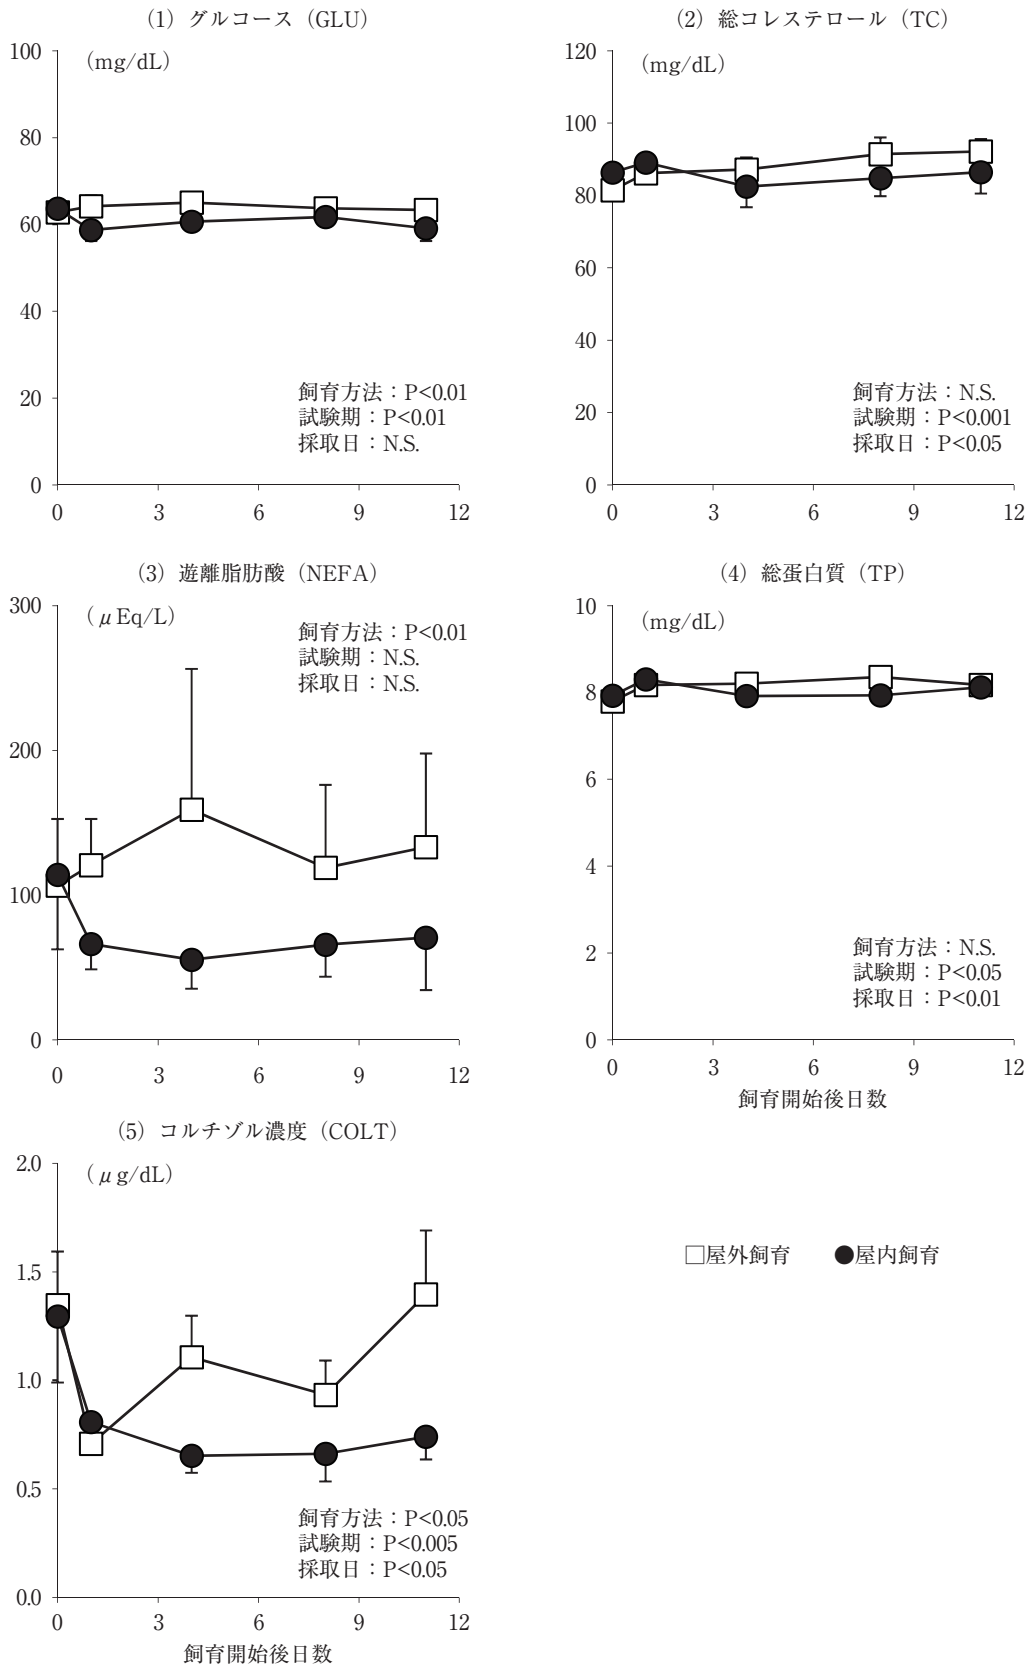 （1）グルコース（GLU）
（mg/dL）
100
80
60
40
20
0
飼育方法：P<0.01
試験期：P<0.01
採取日：N.S.
0 3 6 9 12
（2）総コレステロール（TC）
（mg/dL）
120
100
80
60
40
20
0
飼育方法：N.S.
試験期：P<0.001
採取日：P<0.05
0 3 6 9 12
（3）遊離脂肪酸（NEFA）
（μEq/L）
300
200
100
0
飼育方法：P<0.01
試験期：N.S.
採取日：N.S.
0 3 6 9 12
（4）総蛋白質（TP）
（mg/dL）
10
8
6
4
2
0
飼育方法：N.S.
試験期：P<0.05
採取日：P<0.01
0 3 6 9 12
飼育開始後日数
（5）コルチゾル濃度（COLT）
（μg/dL）
2.0
1.5
1.0
0.5
0.0
飼育方法：P<0.05
試験期：P<0.005
採取日：P<0.05
0 3 6 9 12
飼育開始後日数
□屋外飼育 ●屋内飼育